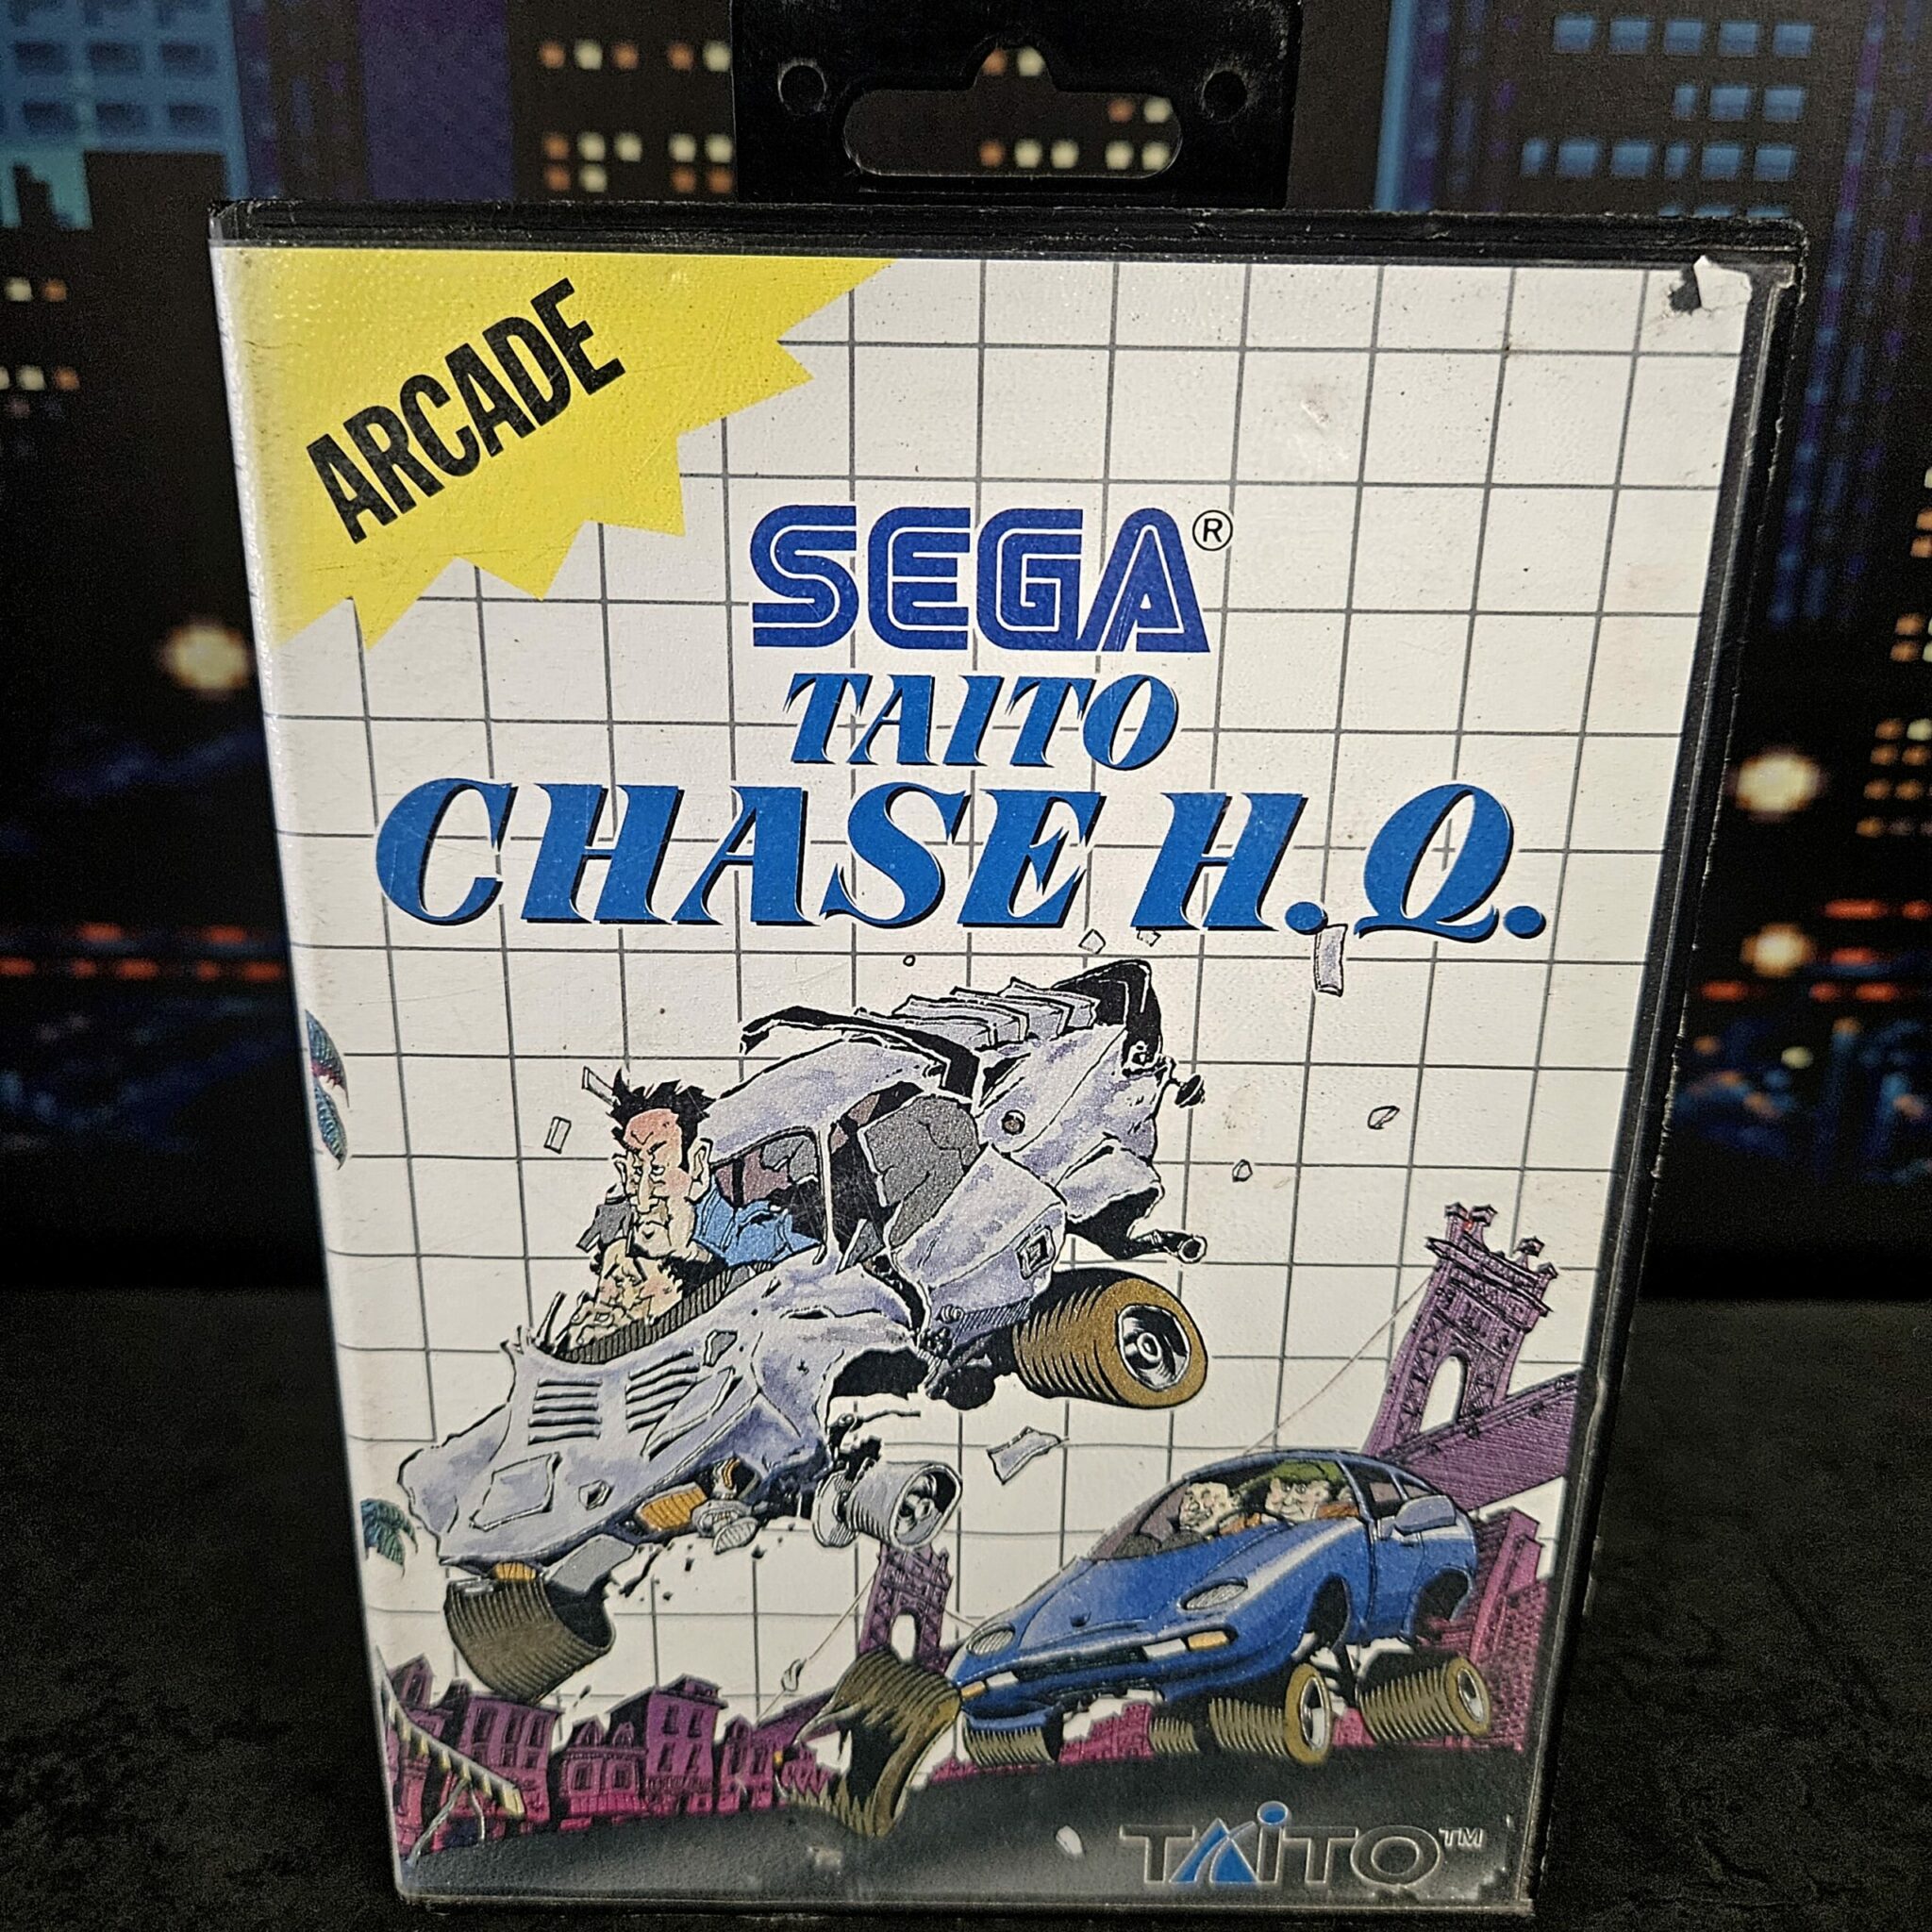 ARCADE
SEGA®
TAITO
CHASE H.Q.
TAITO™